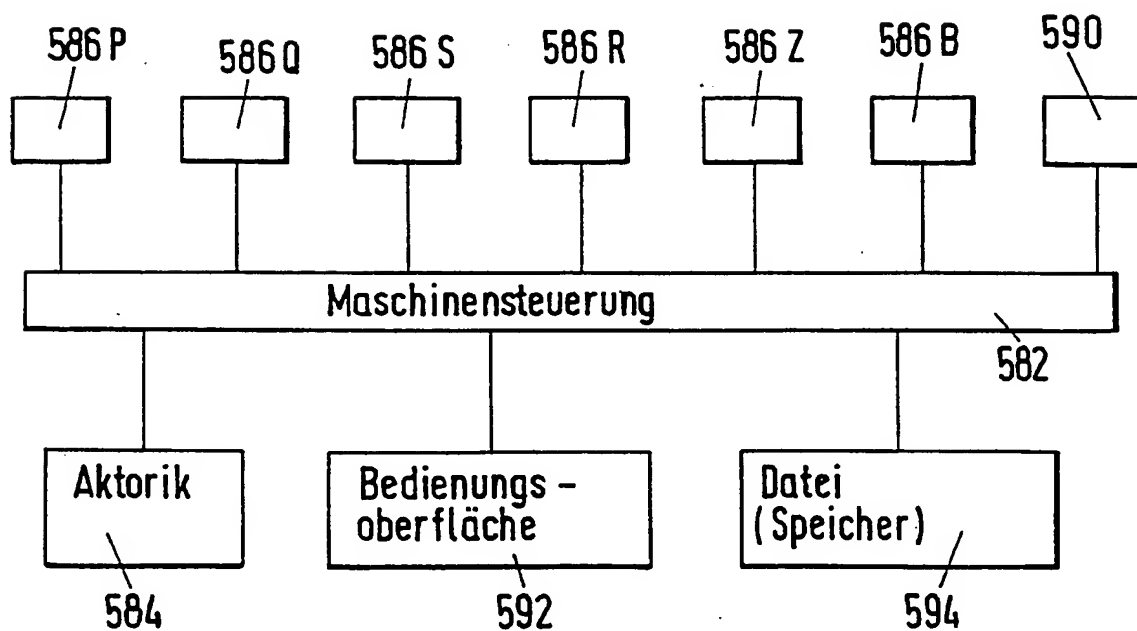 586 P
586 Q
586 S
586 R
586 Z
586 B
590
Maschinensteuerung
582
Aktorik
Bedienungs-
oberfläche
Datei
(Speicher)
584
592
594